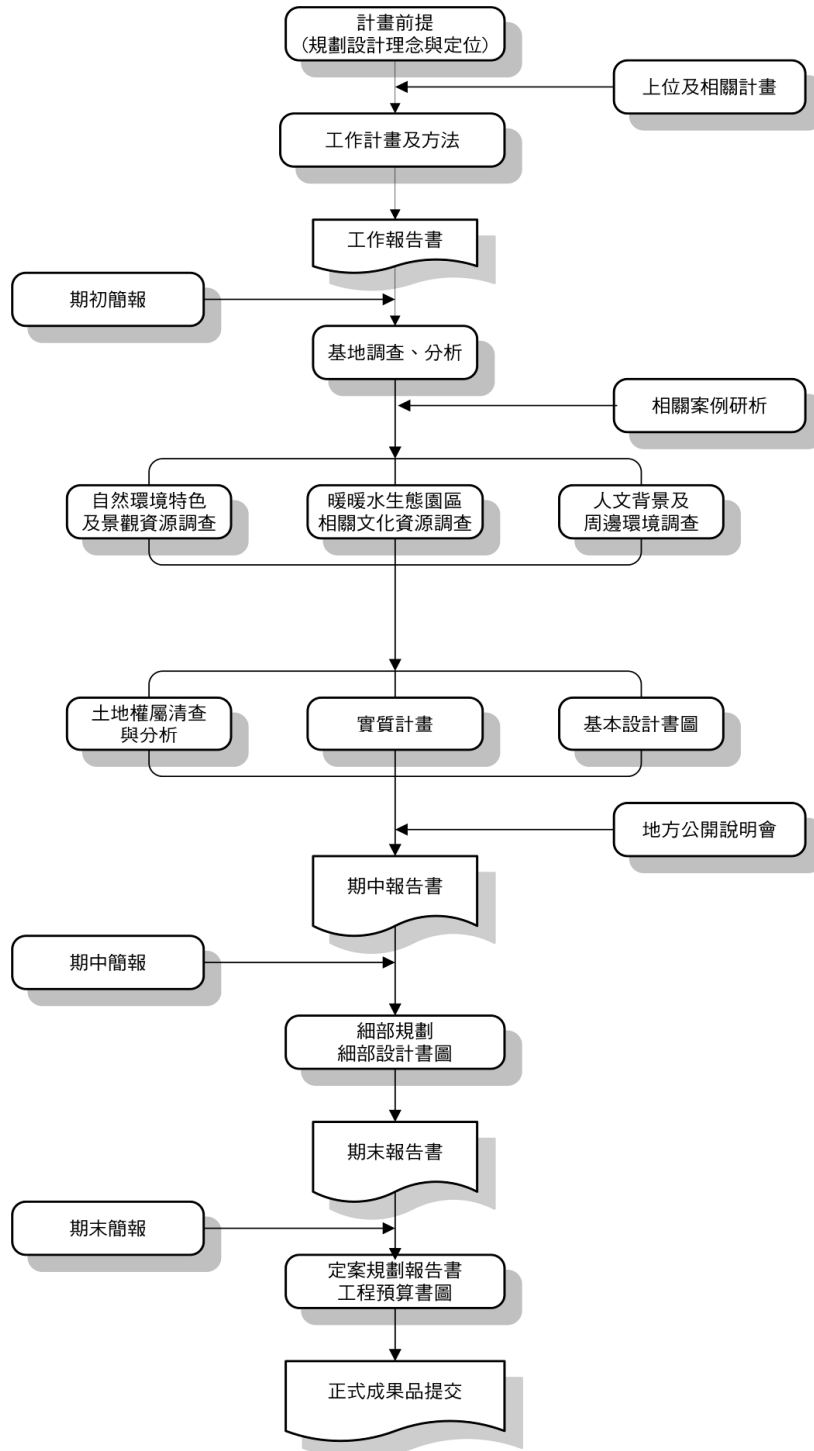 計畫前提
(規劃設計理念與定位)
上位及相關計畫
工作計畫及方法
工作報告書
期初簡報
基地調查、分析
相關案例研析
自然環境特色
及景觀資源調查
暖暖水生態園區
相關文化資源調查
人文背景及
周邊環境調查
土地權屬清查
與分析
實質計畫
基本設計書圖
地方公開說明會
期中報告書
期中簡報
細部規劃
細部設計書圖
期末報告書
期末簡報
定案規劃報告書
工程預算書圖
正式成果品提交